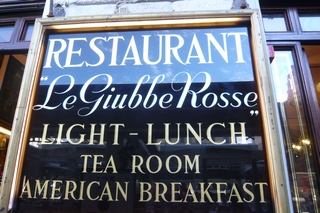 RESTAURANT
"Le Giubbe Rosse"
"LIGHT-LUNCH"
TEA ROOM
AMERICAN BREAKFAST